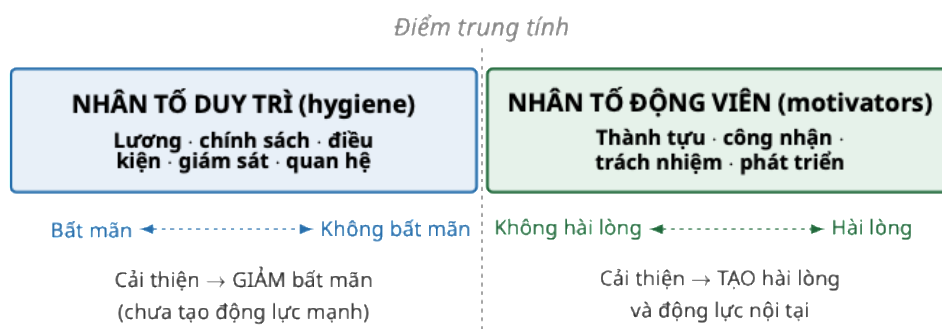 Điểm trung tính
NHÂN TỐ DUY TRÌ (hygiene)
Lương · chính sách · điều
kiện · giám sát · quan hệ
NHÂN TỐ ĐỘNG VIÊN (motivators)
Thành tựu · công nhận ·
trách nhiệm · phát triển
Bất mãn
Không bất mãn
Không hài lòng
Hài lòng
Cải thiện → GIẢM bất mãn
(chưa tạo động lực mạnh)
Cải thiện → TẠO hài lòng
và động lực nội tại